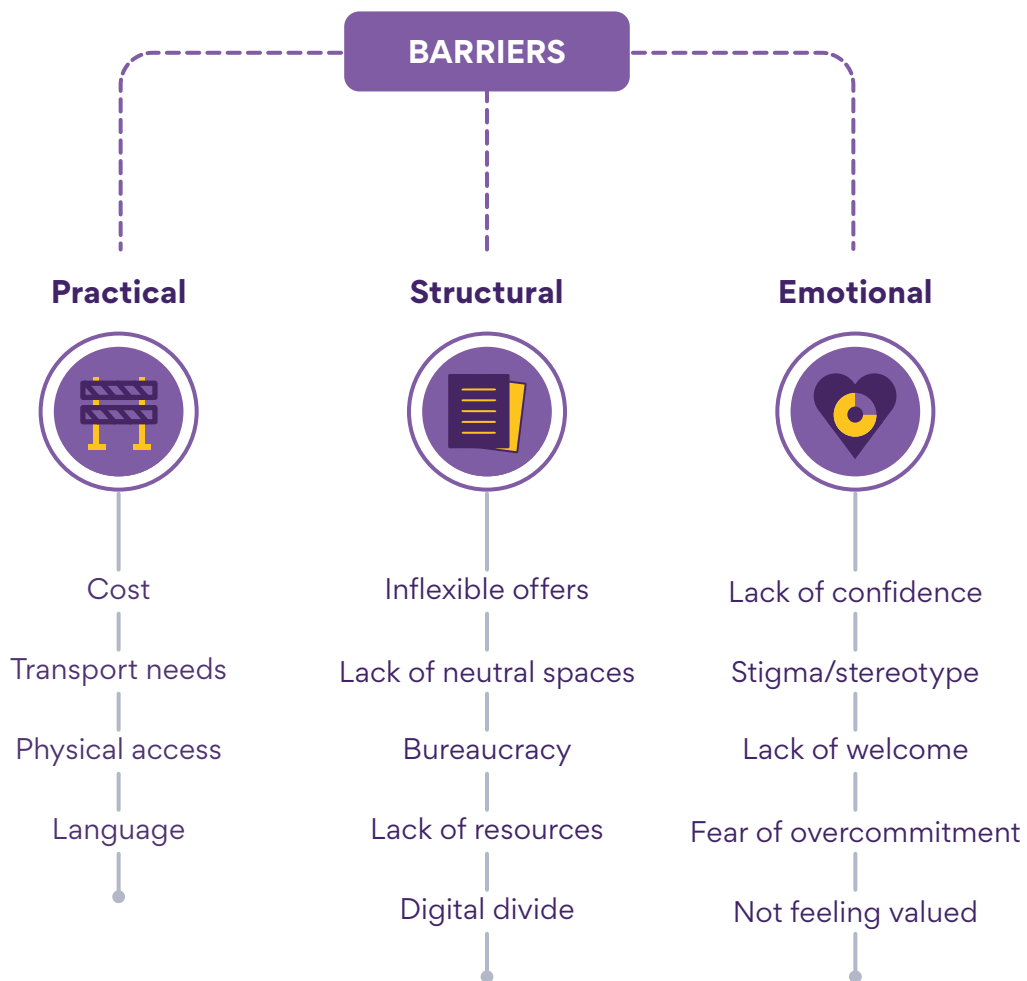 BARRIERS
Practical
Cost
Transport needs
Physical access
Language
Structural
Inflexible offers
Lack of neutral spaces
Bureaucracy
Lack of resources
Digital divide
Emotional
Lack of confidence
Stigma/stereotype
Lack of welcome
Fear of overcommitment
Not feeling valued